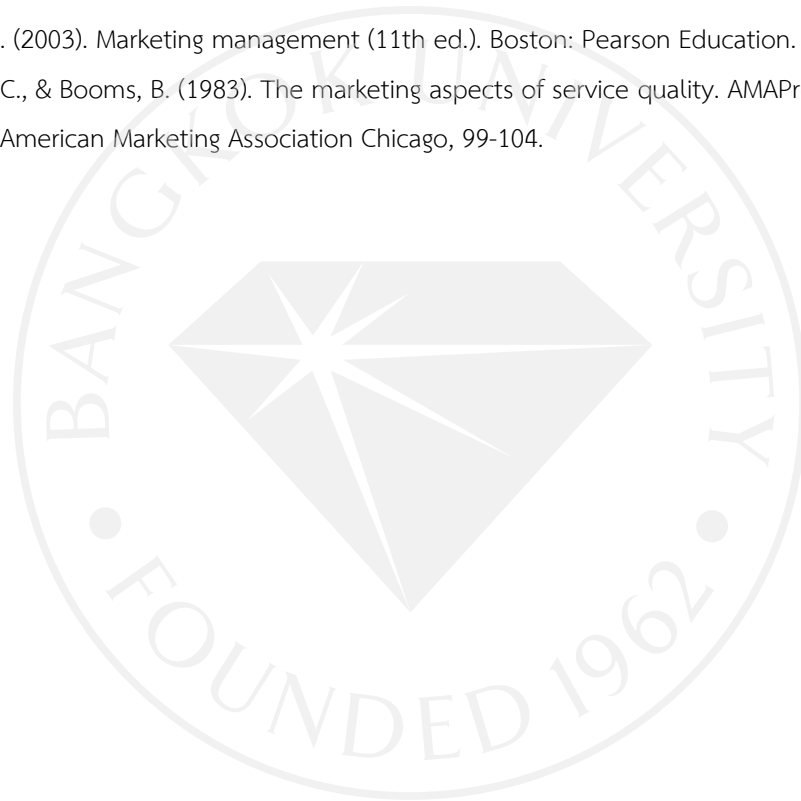 . (2003). Marketing management (11th ed.). Boston: Pearson Education.
C., & Booms, B. (1983). The marketing aspects of service quality. AMAPr
American Marketing Association Chicago, 99-104.
BANGKOK UNIVERSITY
FOUNDED 1962